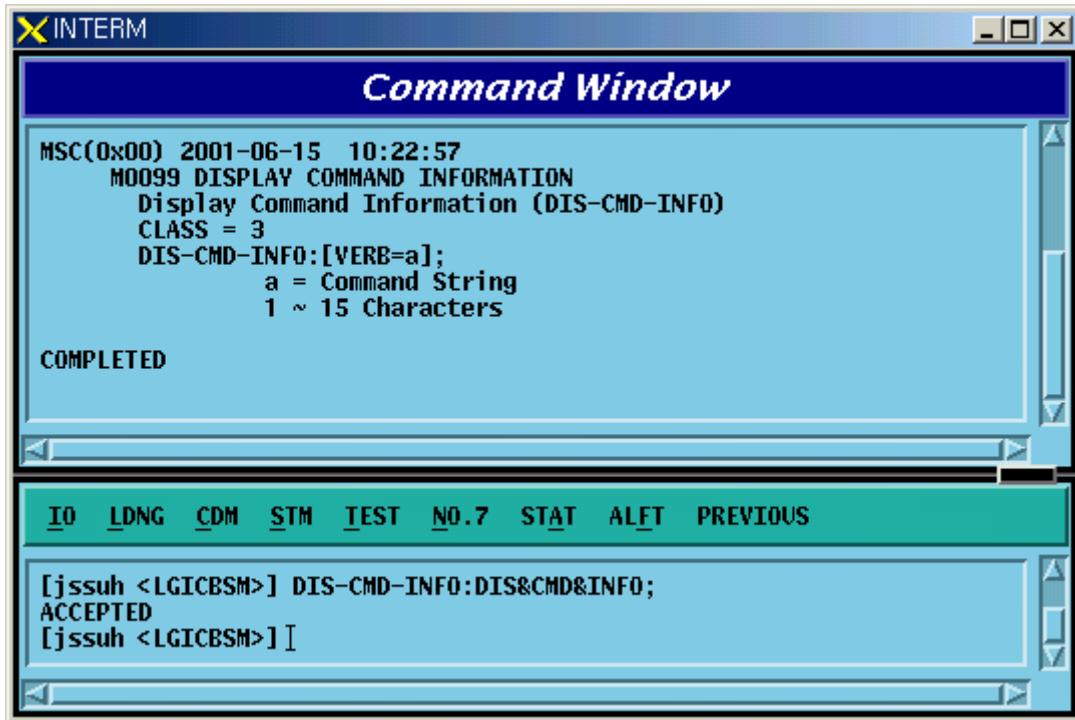 INTERM
Command Window
MSC(0x00) 2001-06-15 10:22:57
M0099 DISPLAY COMMAND INFORMATION
Display Command Information (DIS-CMD-INFO)
CLASS = 3
DIS-CMD-INFO:[VERB=a];
a = Command String
1 ~ 15 Characters
COMPLETED
IO LDNG CDM STM TEST NO.7 STAT ALFT PREVIOUS
[jssuh <LGICBSM>] DIS-CMD-INFO:DIS&CMD&INFO;
ACCEPTED
[jssuh <LGICBSM>]